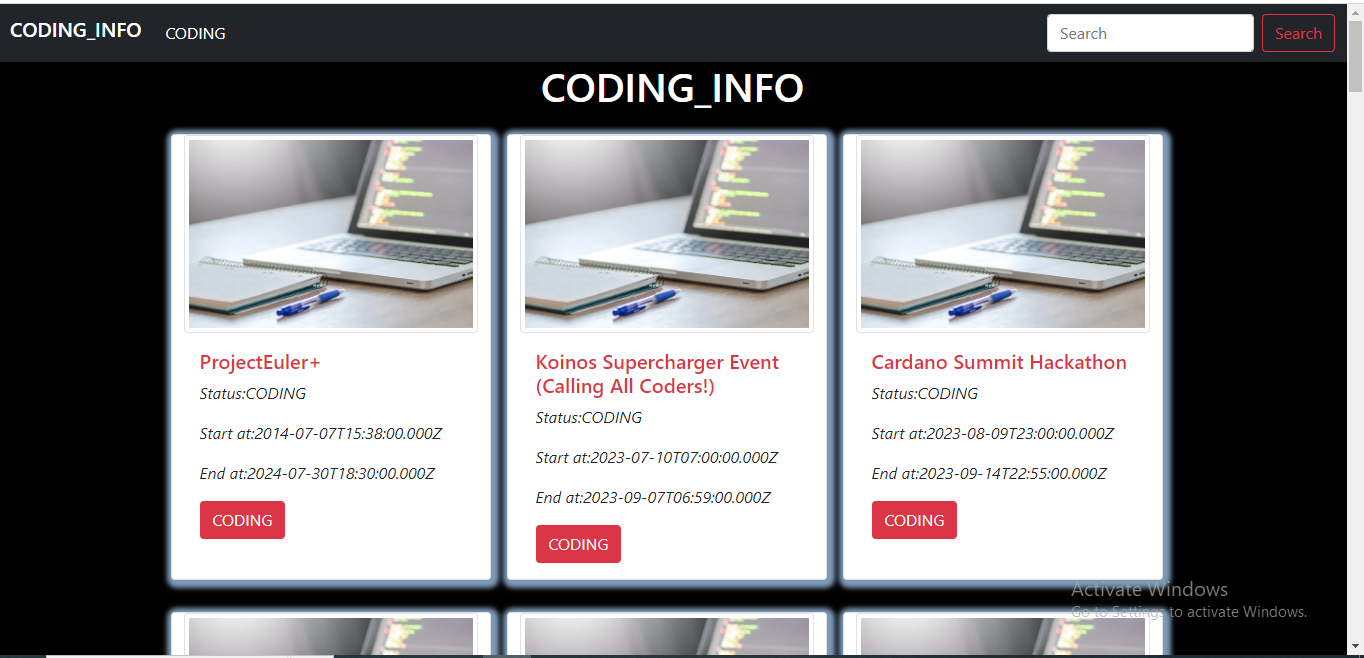 CODING_INFO CODING Search Search
CODING_INFO
ProjectEuler+
Status:CODING
Start at:2014-07-07T15:38:00.000Z
End at:2024-07-30T18:30:00.000Z
CODING
Koinos Supercharger Event
(Calling All Coders!)
Status:CODING
Start at:2023-07-10T07:00:00.000Z
End at:2023-09-07T06:59:00.000Z
CODING
Cardano Summit Hackathon
Status:CODING
Start at:2023-08-09T23:00:00.000Z
End at:2023-09-14T22:55:00.000Z
CODING
Activate Windows
Go to Settings to activate Windows.